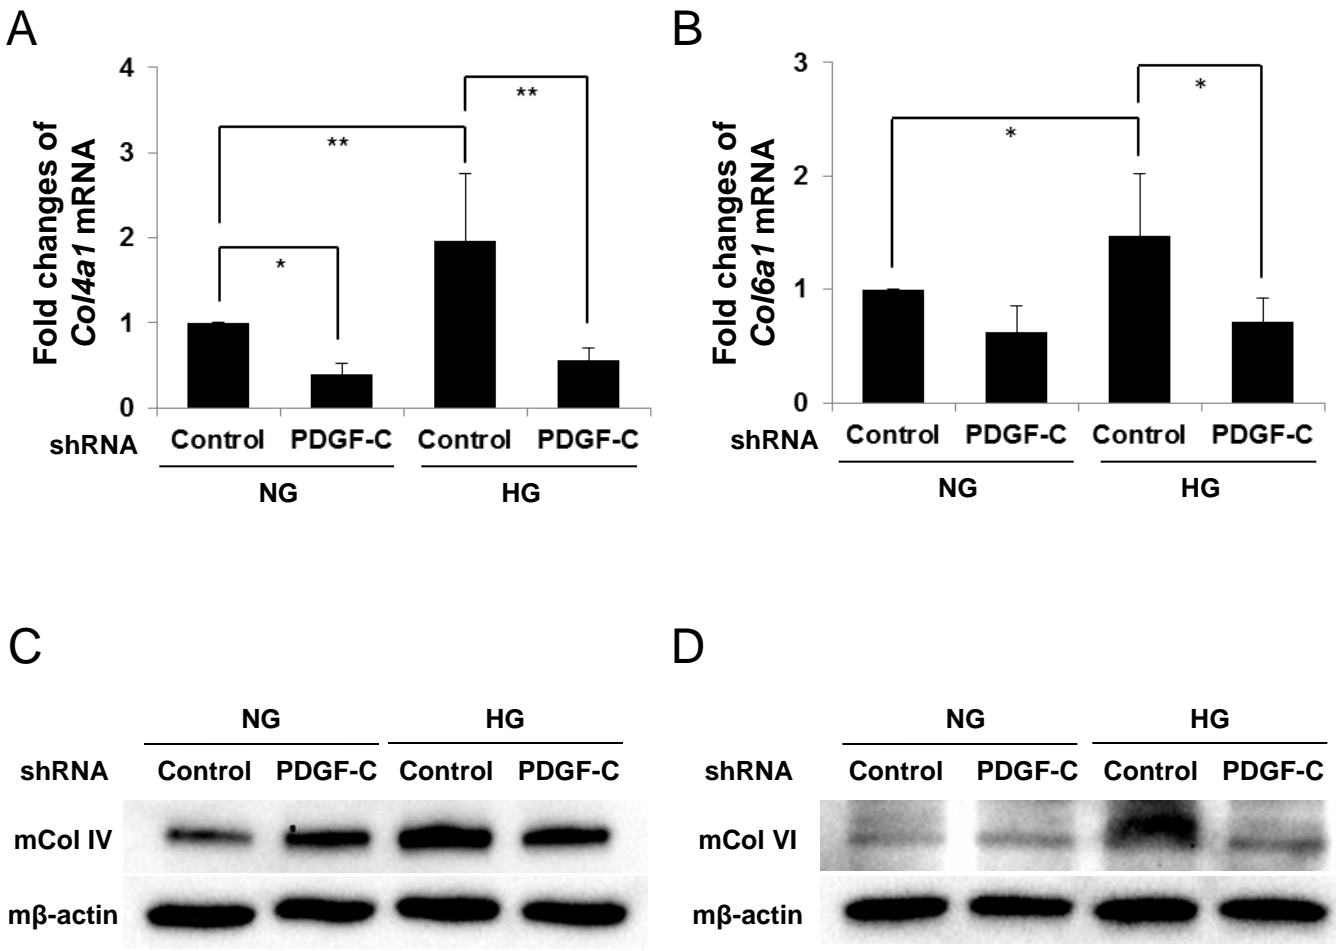 A
Fold changes of
Col4a1 mRNA
4
3
2
1
0
**
**
*
shRNA Control PDGF-C Control PDGF-C
NG HG
B
Fold changes of
Col6a1 mRNA
3
2
1
0
*
*
shRNA Control PDGF-C Control PDGF-C
NG HG
C
NG HG
shRNA Control PDGF-C Control PDGF-C
mCol IV
mβ-actin
D
NG HG
shRNA Control PDGF-C Control PDGF-C
mCol VI
mβ-actin